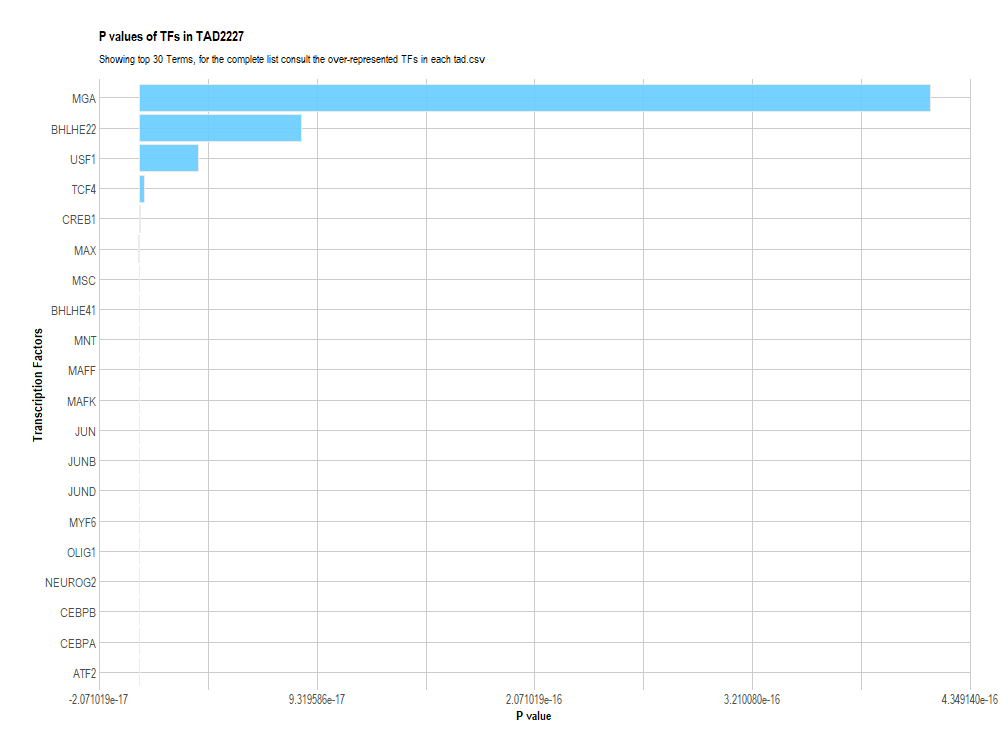 P values of TFs in TAD2227
Showing top 30 Terms, for the complete list consult the over-represented TFs in each tad.csv
MGA
BHLHE22
USF1
TCF4
CREB1
MAX
MSC
BHLHE41
MNT
MAFF
MAFK
JUN
JUNB
JUND
MYF6
OLIG1
NEUROG2
CEBPB
CEBPA
ATF2
Transcription Factors
-2.071019e-17 9.319586e-17 2.071019e-16 3.210080e-16 4.349140e-16
P value